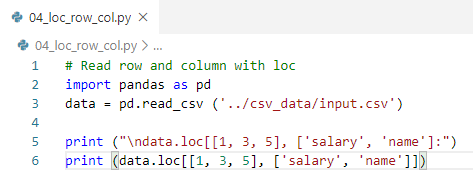 04_loc_row_col.py ×
04_loc_row_col.py > ...
1 # Read row and column with loc
2 import pandas as pd
3 data = pd.read_csv ('../csv_data/input.csv')
4
5 print ("\ndata.loc[[1, 3, 5], ['salary', 'name']:")
6 print (data.loc[[1, 3, 5], ['salary', 'name']])